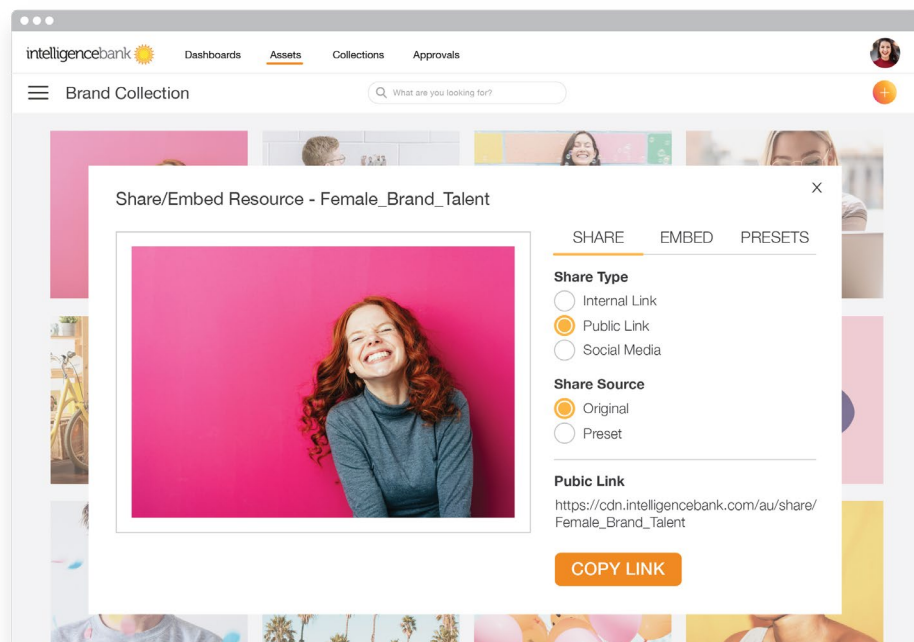 intelligencebank
Dashboards Assets Collections Approvals
Brand Collection
What are you looking for?
Share/Embed Resource - Female_Brand_Talent
X
SHARE EMBED PRESETS
Share Type
Internal Link
Public Link
Social Media
Share Source
Original
Preset
Pubic Link
https://cdn.intelligencebank.com/au/share/
Female_Brand_Talent
COPY LINK